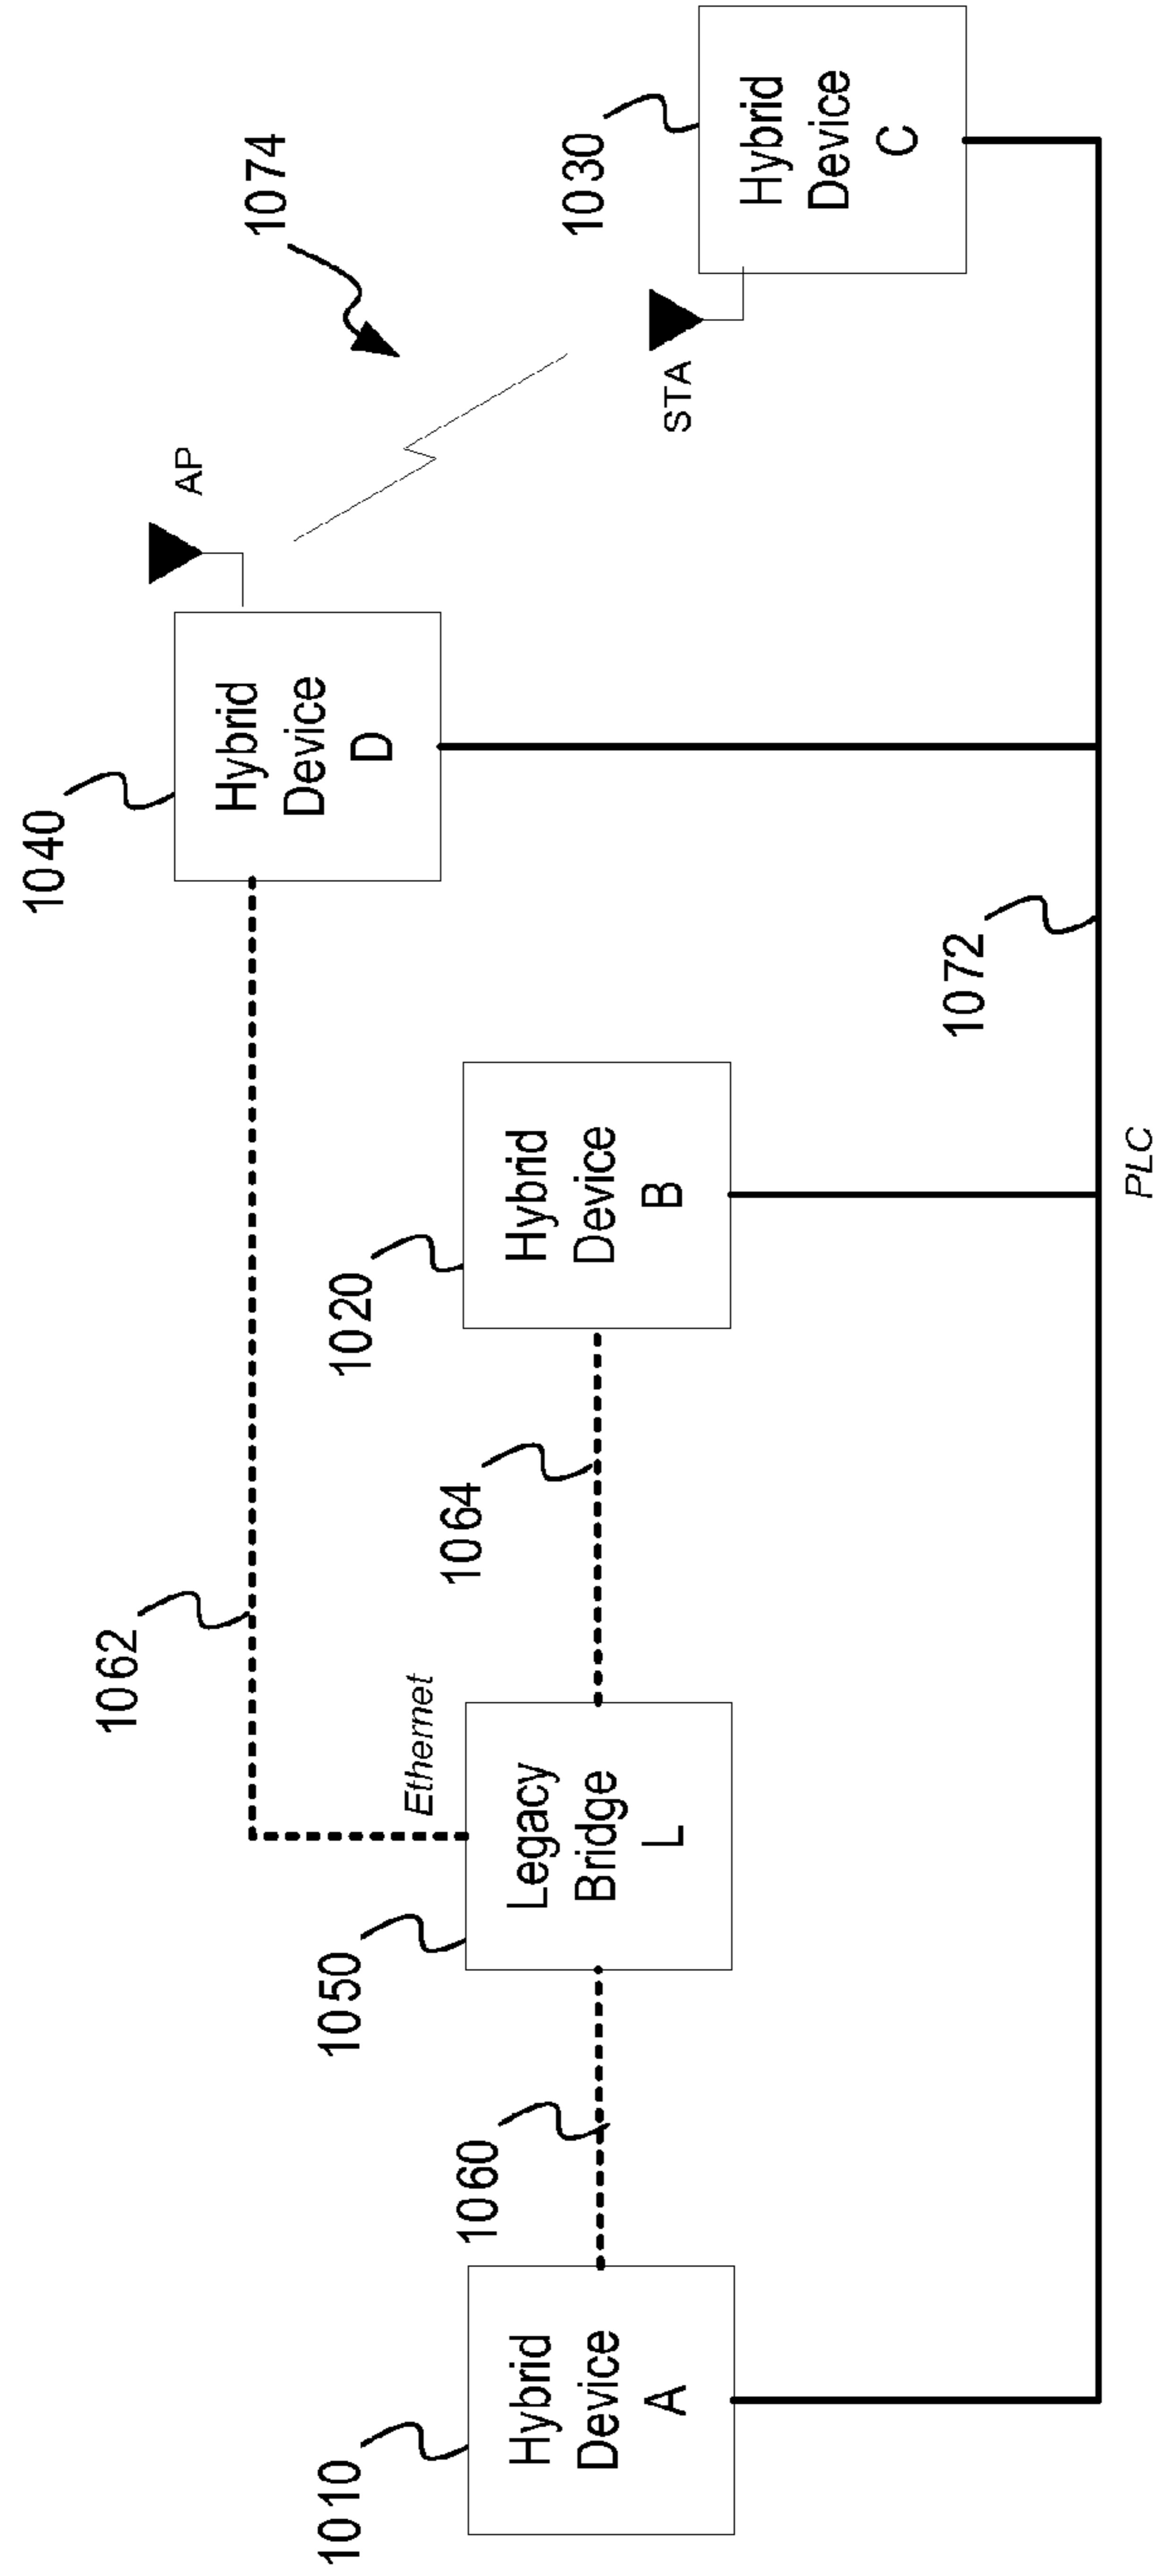 1074
AP
1040
Hybrid
Device
D
STA
1030
Hybrid
Device
C
1062
Ethernet
1010
Hybrid
Device
A
1060
1050
Legacy
Bridge
L
1064
1020
Hybrid
Device
B
1072
PLC